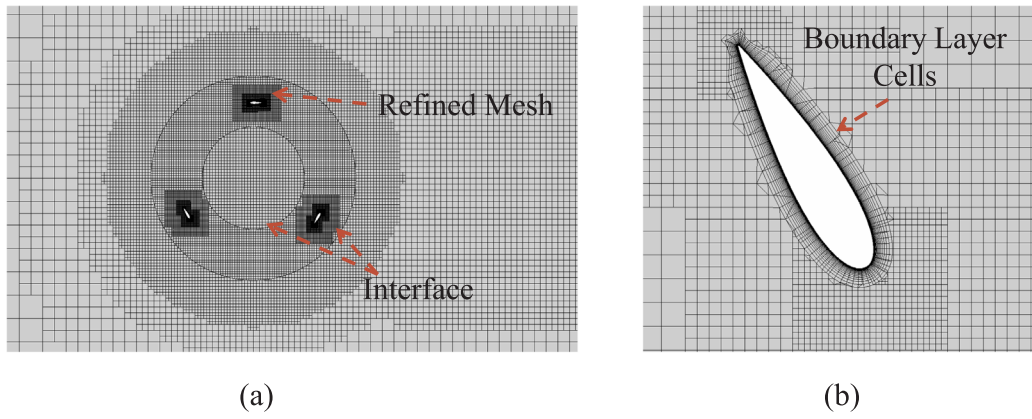 Refined Mesh
Interface
(a)
Boundary Layer
Cells
(b)